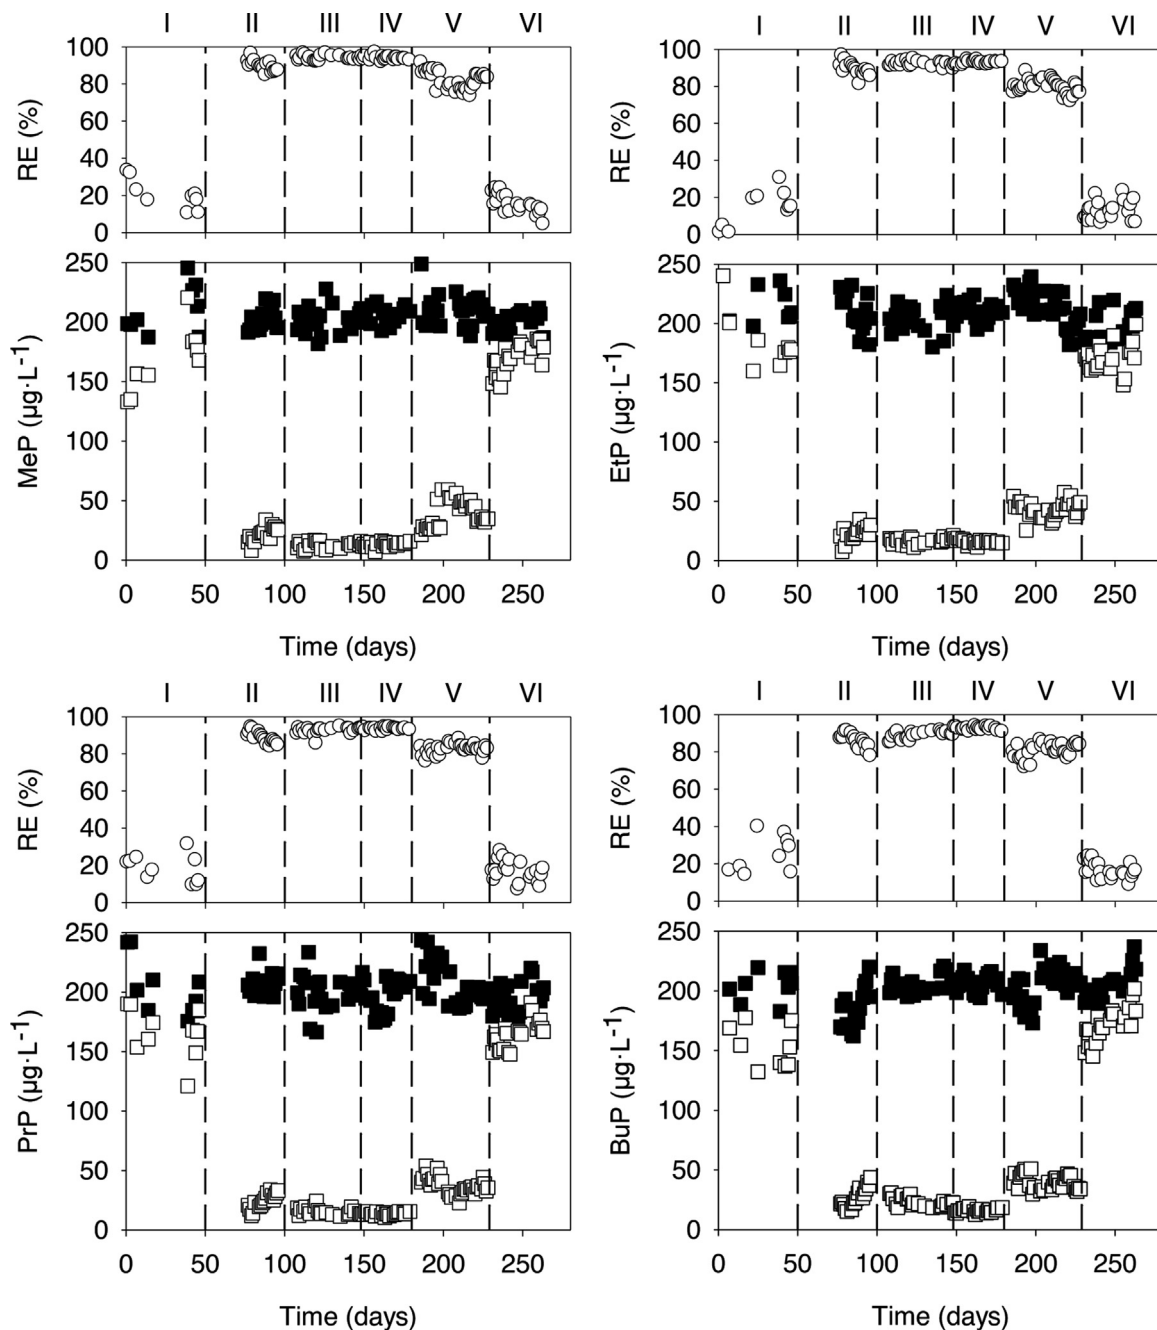 I II III IV V VI
100
80
60
40
20
0
RE (%)
250
200
150
100
50
0
MeP (µg·L-1)
0 50 100 150 200 250
Time (days)
I II III IV V VI
100
80
60
40
20
0
RE (%)
250
200
150
100
50
0
EtP (µg·L-1)
0 50 100 150 200 250
Time (days)
I II III IV V VI
100
80
60
40
20
0
RE (%)
250
200
150
100
50
0
PrP (µg·L-1)
0 50 100 150 200 250
Time (days)
I II III IV V VI
100
80
60
40
20
0
RE (%)
250
200
150
100
50
0
BuP (µg·L-1)
0 50 100 150 200 250
Time (days)